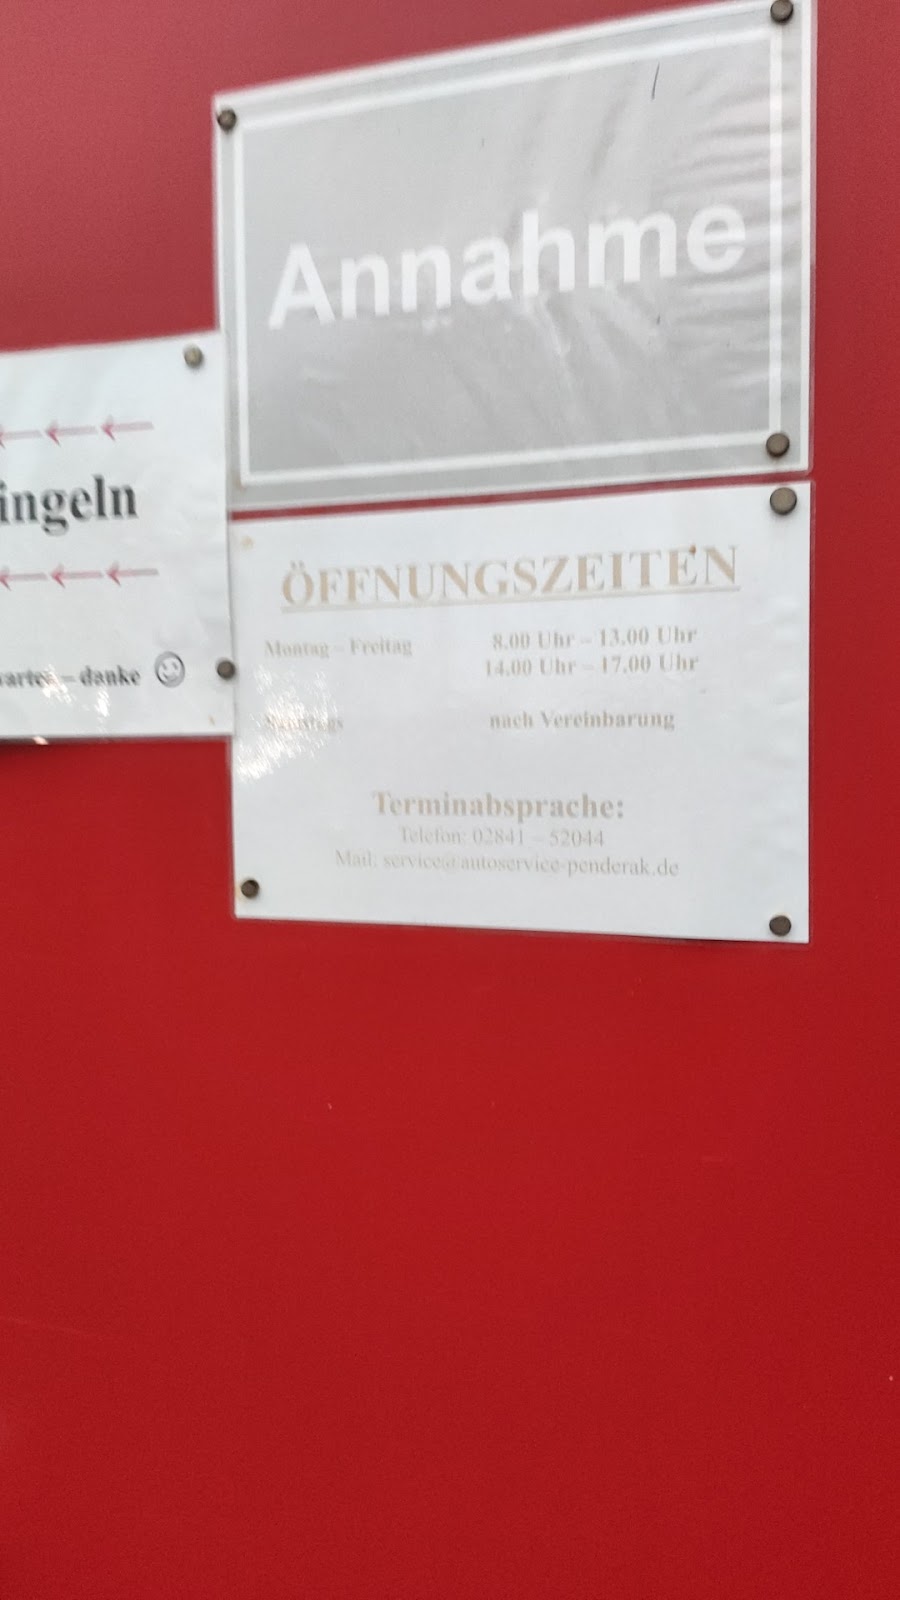 Annahme
ingeln
danke
ÖFFNUNGSZEITEN
Montag – Freitag 8.00 Uhr – 13.00 Uhr
14.00 Uhr – 17.00 Uhr
nach Vereinbarung
Terminabsprache:
Telefon: 02841 – 52044
Mail: service@autoservice-penderak.de